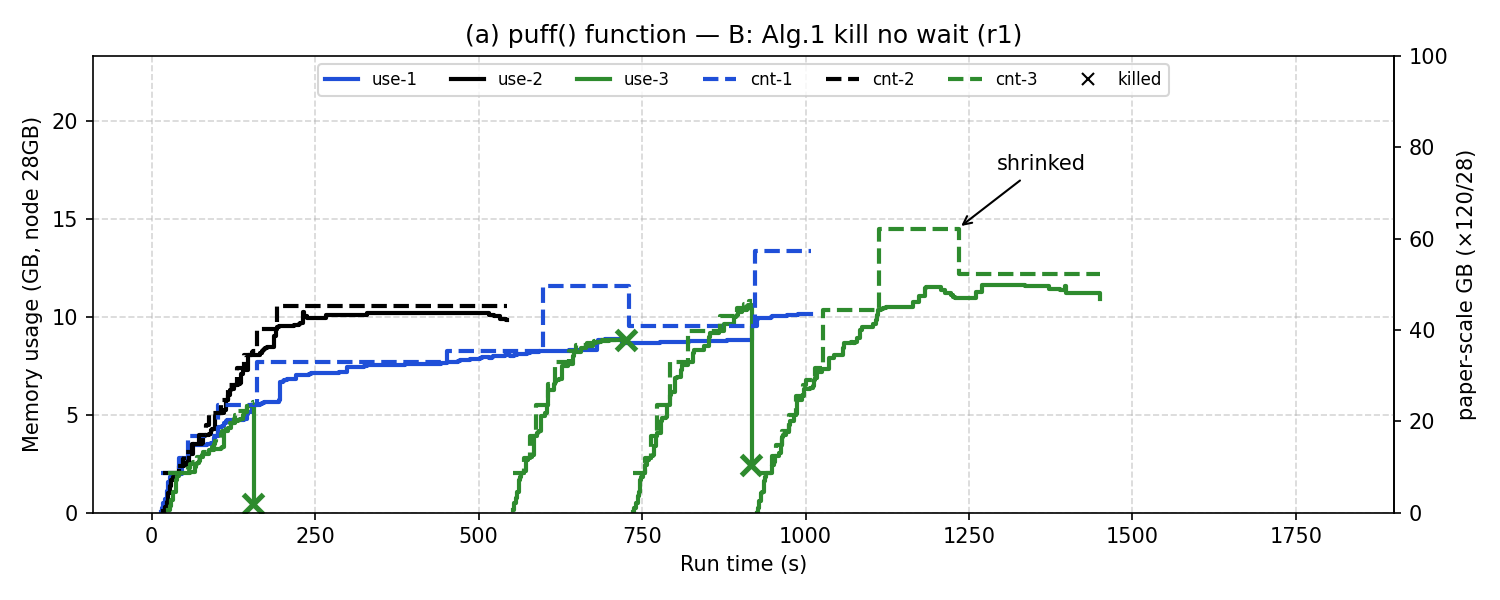 (a) puff() function — B: Alg.1 kill no wait (r1)
use-1 use-2 use-3 cnt-1 cnt-2 cnt-3 killed
Memory usage (GB, node 28GB)
20
15
10
5
0
shrinked
100
80
60
40
20
0
paper-scale GB (×120/28)
0 250 500 750 1000 1250 1500 1750
Run time (s)